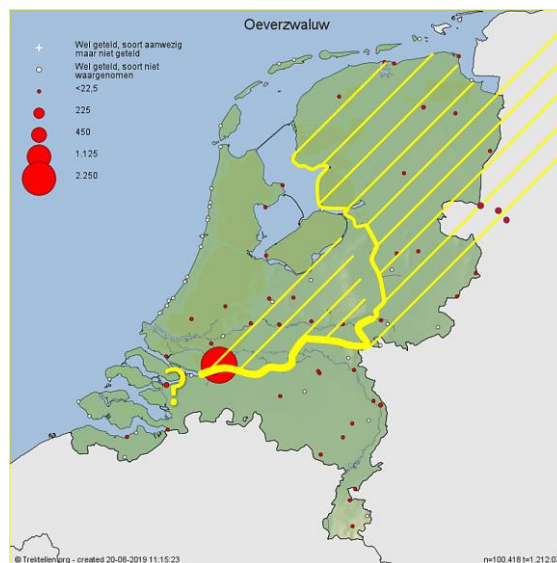 Oeverzwaluw
Wel geteld, soort aanwezig
maar niet geteld
Wel geteld, soort niet
waargenomen
<22,5
225
450
1.125
2.250
?
© Trektellen.org - created 20-08-2019 11:15:23
n=100.418 t=1.212:0